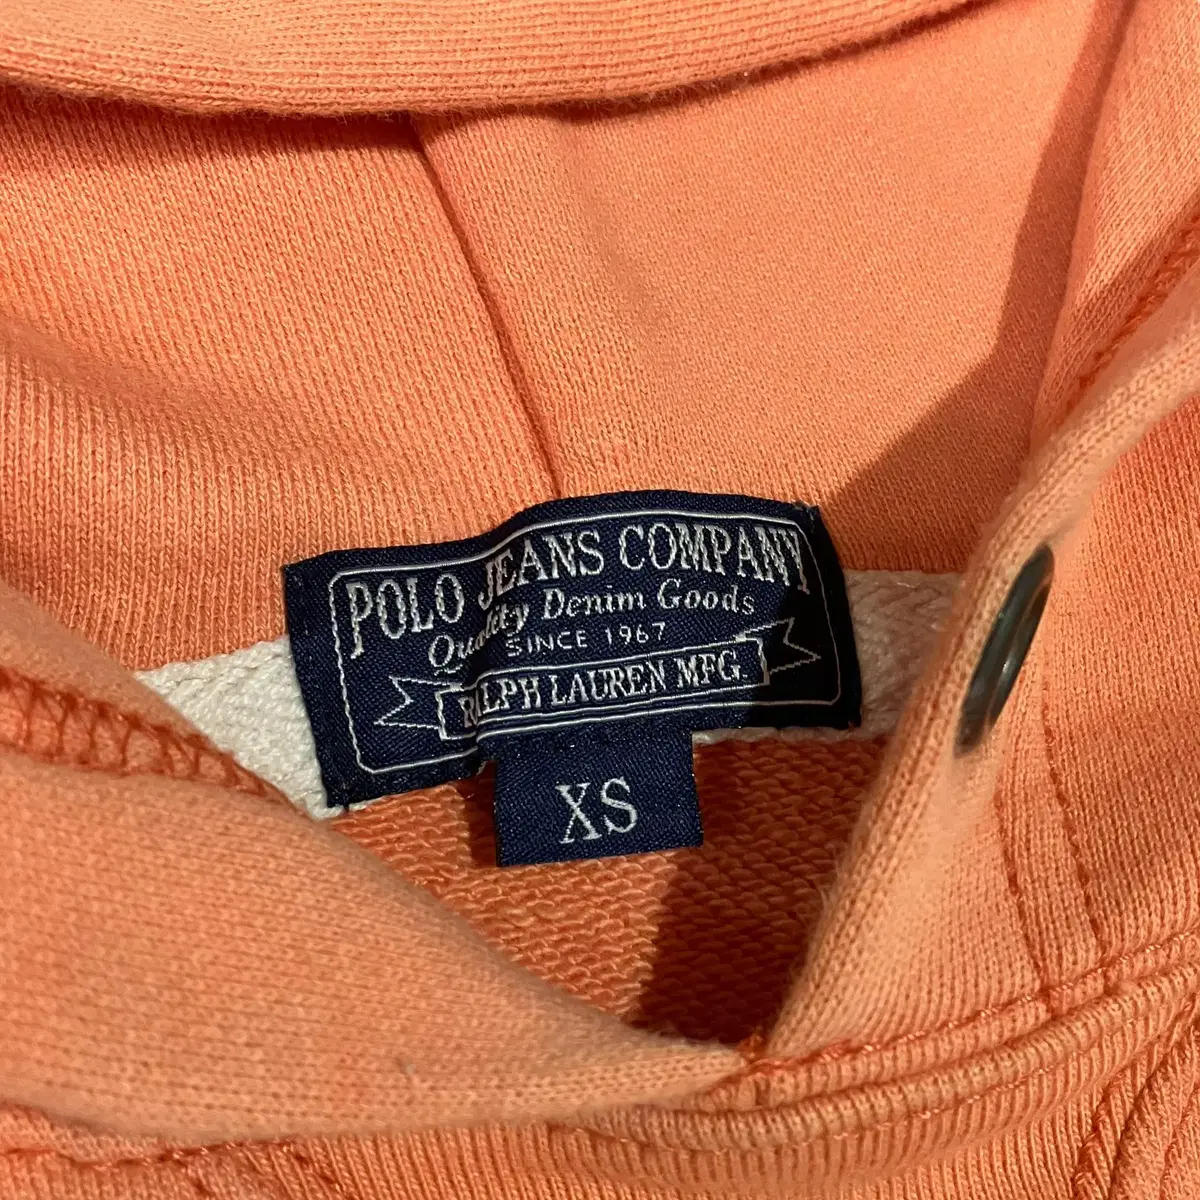 POLO JEANS COMPANY
Quality Denim Goods
SINCE 1967
RALPH LAUREN MFG.
XS